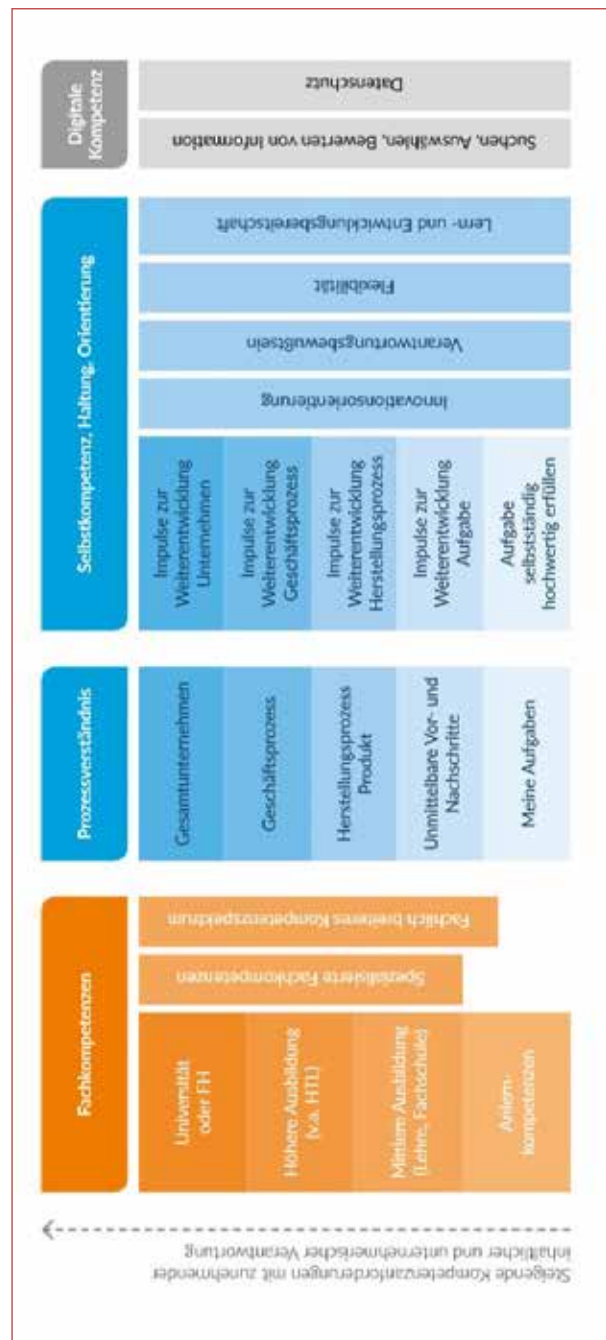 Steigende Kompetenzanforderungen mit zunehmender
inhaltlicher und unternehmerischer Verantwortung
Fachkompetenzen
Universität
oder FH
Höhere Ausbildung
(v.a. HTL)
Mittlern Ausbildung
(Lehre, Fachschule)
Anlern-
kompetenzen
Spezialisierte Fachkompetenzen
Fachlich breiteres Kompetenzspektrum
Prozessverständnis
Gesamtunternehmen
Geschäftsprozess
Herstellungsprozess
Produkt
Unmittelbare Vor- und
Nachschritte
Meine Aufgaben
Selbstkompetenz, Haltung, Orientierung
Impulse zur
Weiterentwicklung
Unternehmen
Impulse zur
Weiterentwicklung
Geschäftsprozess
Impulse zur
Weiterentwicklung
Herstellungsprozess
Impulse zur
Weiterentwicklung
Aufgabe
Aufgabe
selbstständig
hochwertig erfüllen
Innovationsorientierung
Verantwortungsbewußtsein
Flexibilität
Lern- und Entwicklungsbereitschaft
Digitale
Kompetenz
Suchen, Auswählen, Bewerten von Information
Datenschutz